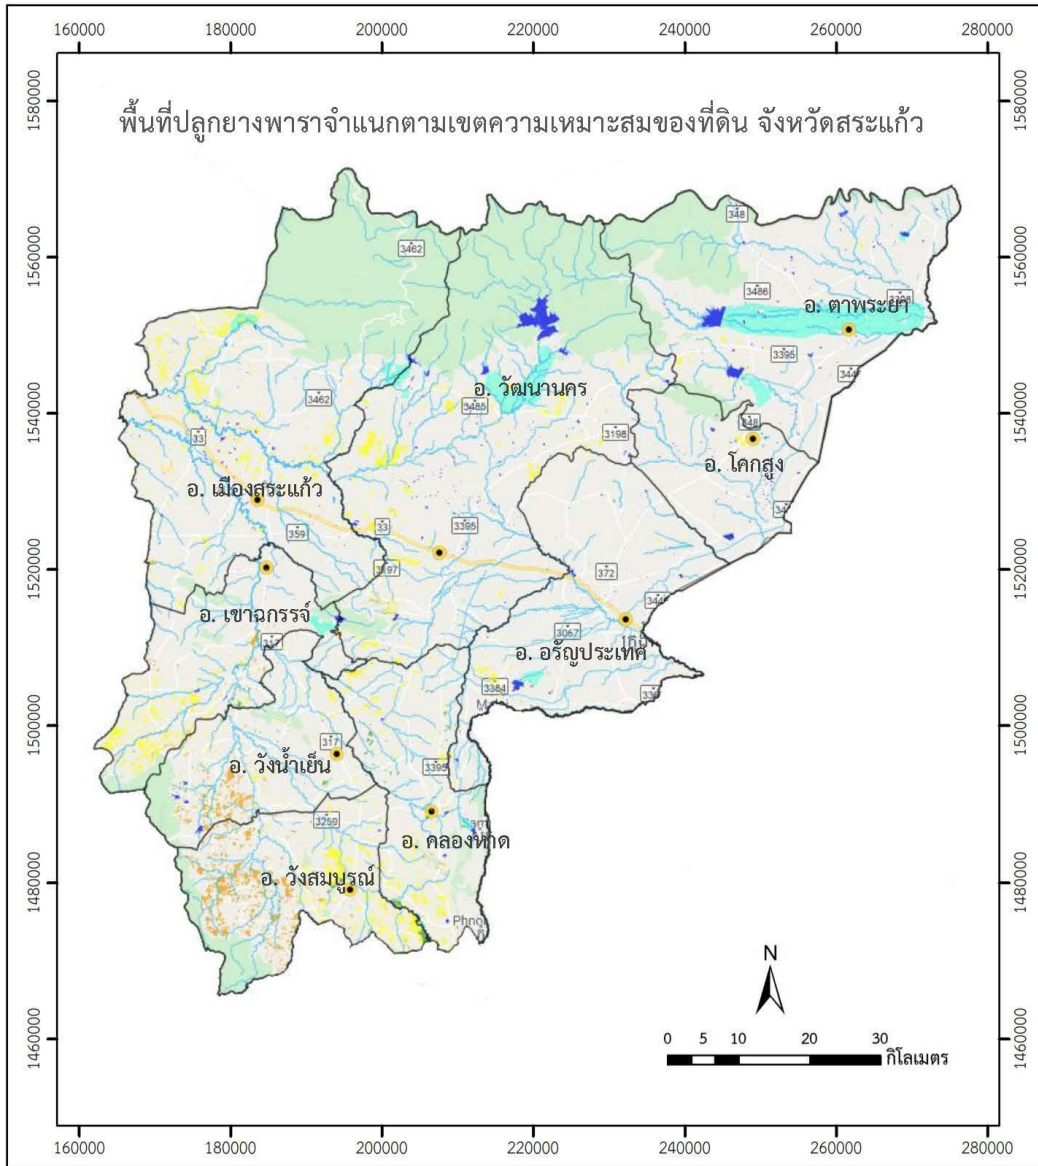 160000 180000 200000 220000 240000 260000 280000
1580000 1580000
พื้นที่ปลูกยางพาราจำแนกตามเขตความเหมาะสมของที่ดิน จังหวัดสระแก้ว
348
3462
1560000 1560000
3486
อ. ตาพระยา
3395
อ. วัฒนานคร
3462
3485
1540000 1540000
348
33
3198
อ. โคกสูง
อ. เมืองสระแก้ว
33
3395
359
1520000 1520000
372
อ. เขาฉกรรจ์
3067
317
อ. อรัญประเทศ
3384
1500000 1500000
317
อ. วังน้ำเย็น
3395
3259
อ. คลองหาด
1480000 1480000
อ. วังสมบูรณ์
N
1460000 1460000
0 5 10 20 30
กิโลเมตร
160000 180000 200000 220000 240000 260000 280000